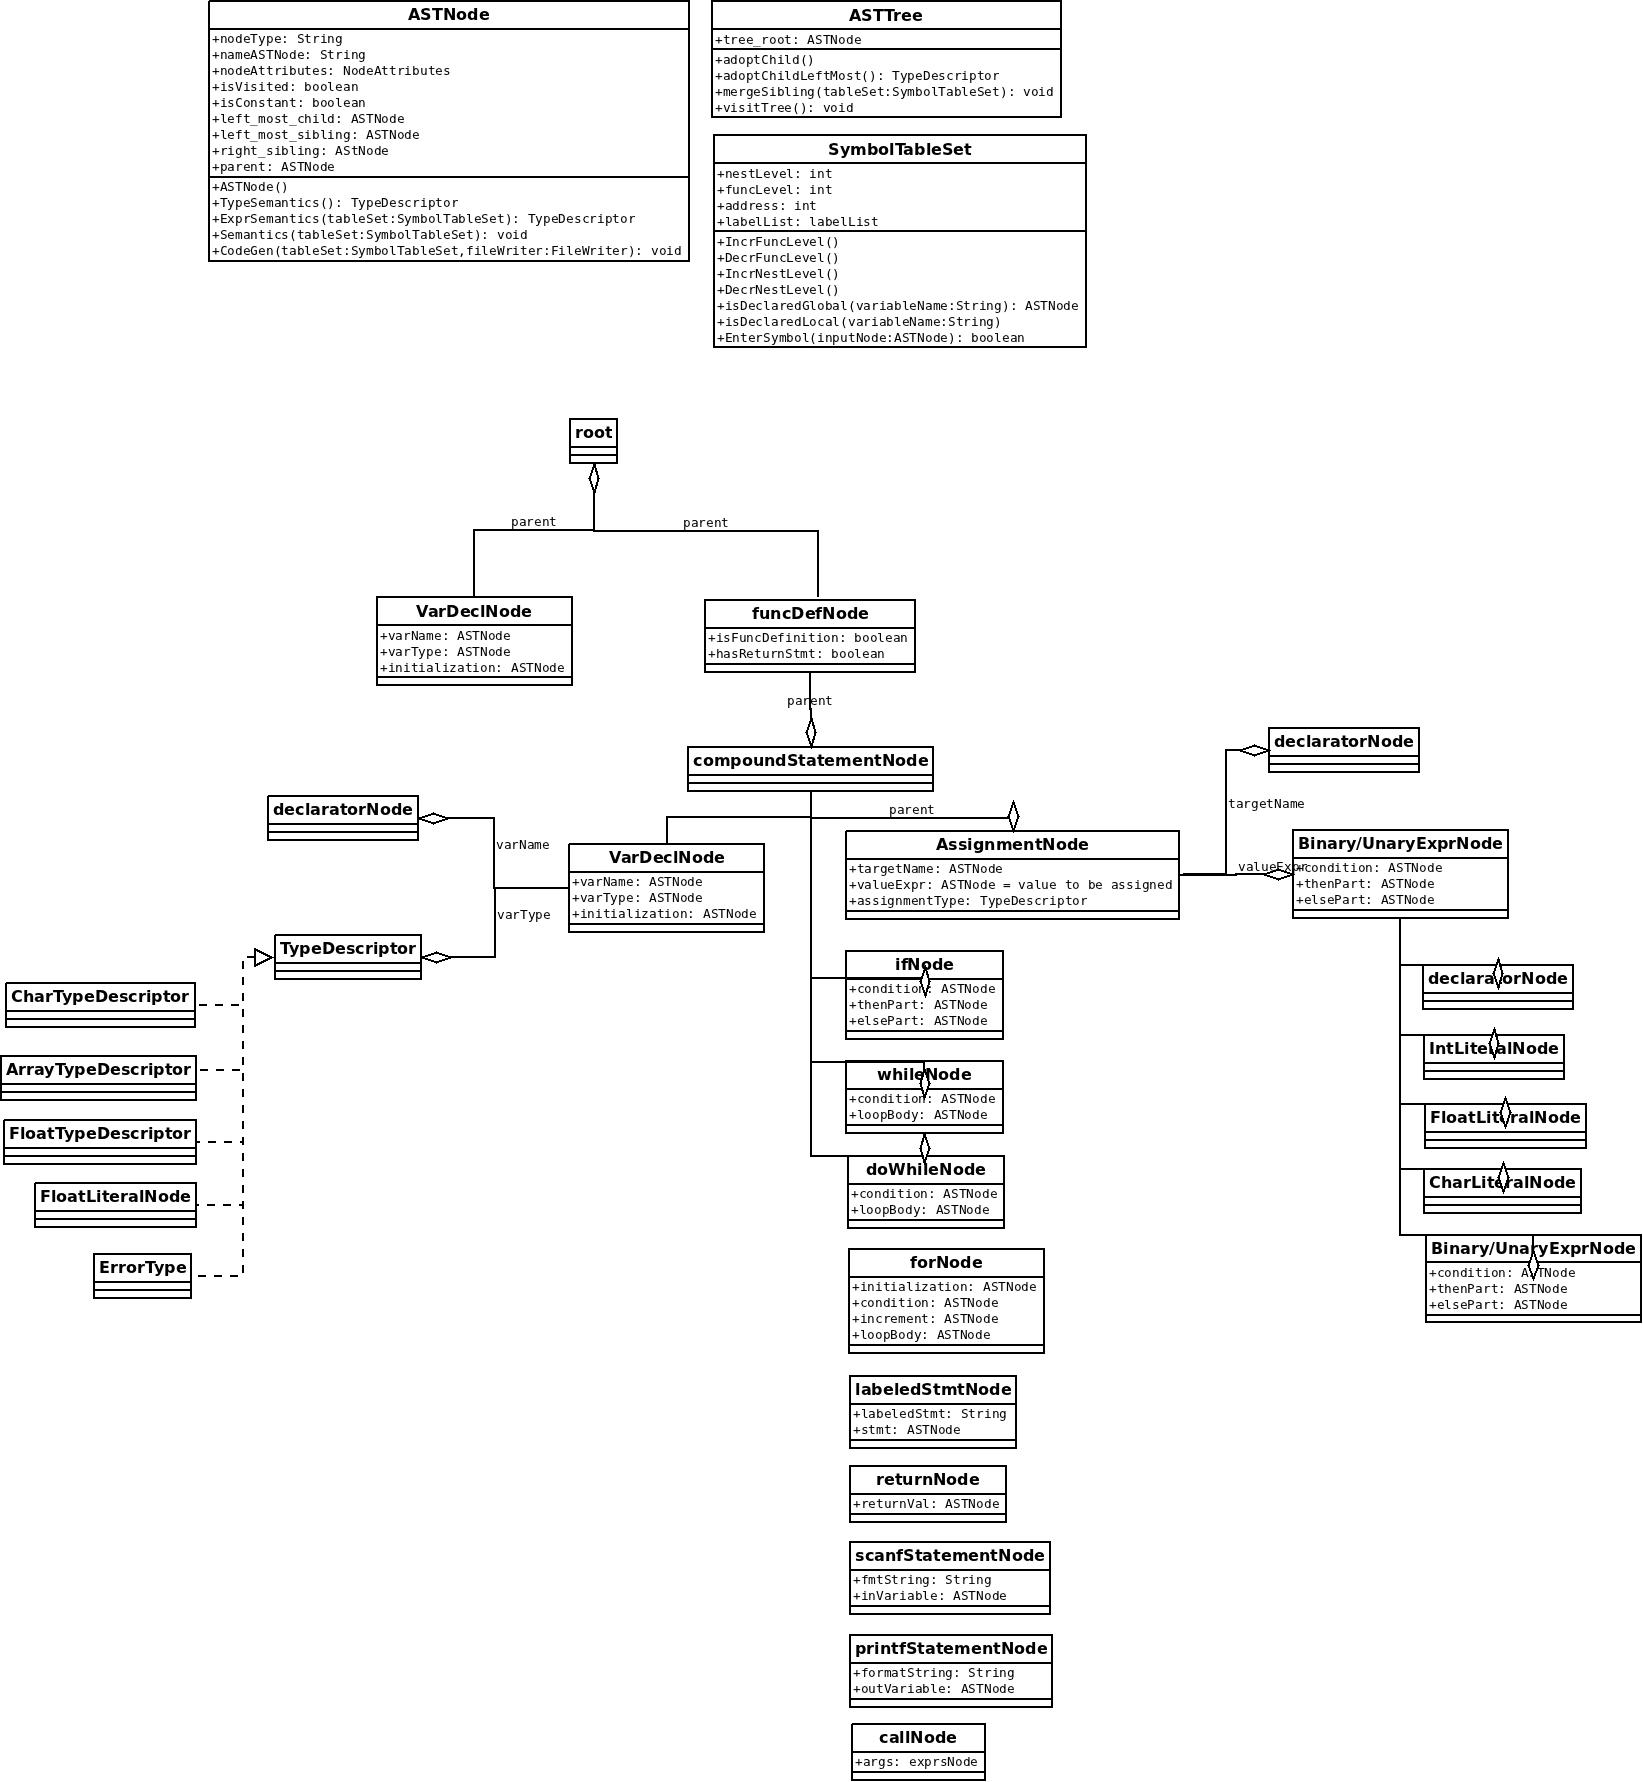 ASTNode
+nodeType: String
+nameASTNode: String
+nodeAttributes: NodeAttributes
+isVisited: boolean
+isConstant: boolean
+left_most_child: ASTNode
+left_most_sibling: ASTNode
+right_sibling: AStNode
+parent: ASTNode
+ASTNode()
+TypeSemantics(): TypeDescriptor
+ExprSemantics(tableSet:SymbolTableSet): TypeDescriptor
+Semantics(tableSet:SymbolTableSet): void
+CodeGen(tableSet:SymbolTableSet,fileWriter:FileWriter): void
ASTTree
+tree_root: ASTNode
+adoptChild()
+adoptChildLeftMost(): TypeDescriptor
+mergeSibling(tableSet:SymbolTableSet): void
+visitTree(): void
SymbolTableSet
+nestLevel: int
+funcLevel: int
+address: int
+labelList: labelList
+IncrFuncLevel()
+DecrFuncLevel()
+IncrNestLevel()
+DecrNestLevel()
+isDeclaredGlobal(variableName:String): ASTNode
+isDeclaredLocal(variableName:String)
+EnterSymbol(inputNode:ASTNode): boolean
root
parent
parent
VarDeclNode
+varName: ASTNode
+varType: ASTNode
+initialization: ASTNode
funcDefNode
+isFuncDefinition: boolean
+hasReturnStmt: boolean
parent
compoundStatementNode
declaratorNode
varName
varType
TypeDescriptor
CharTypeDescriptor
ArrayTypeDescriptor
FloatTypeDescriptor
FloatLiteralNode
ErrorType
VarDeclNode
+varName: ASTNode
+varType: ASTNode
+initialization: ASTNode
parent
AssignmentNode
+targetName: ASTNode
+valueExpr: ASTNode = value to be assigned
+assignmentType: TypeDescriptor
declaratorNode
targetName
valueExpr
Binary/UnaryExprNode
+condition: ASTNode
+thenPart: ASTNode
+elsePart: ASTNode
ifNode
+condition: ASTNode
+thenPart: ASTNode
+elsePart: ASTNode
whileNode
+condition: ASTNode
+loopBody: ASTNode
doWhileNode
+condition: ASTNode
+loopBody: ASTNode
forNode
+initialization: ASTNode
+condition: ASTNode
+increment: ASTNode
+loopBody: ASTNode
labeledStmtNode
+labeledStmt: String
+stmt: ASTNode
returnNode
+returnVal: ASTNode
scanfStatementNode
+fmtString: String
+inVariable: ASTNode
printfStatementNode
+formatString: String
+outVariable: ASTNode
callNode
+args: exprsNode
declaratorNode
IntLiteralNode
FloatLiteralNode
CharLiteralNode
Binary/UnaryExprNode
+condition: ASTNode
+thenPart: ASTNode
+elsePart: ASTNode